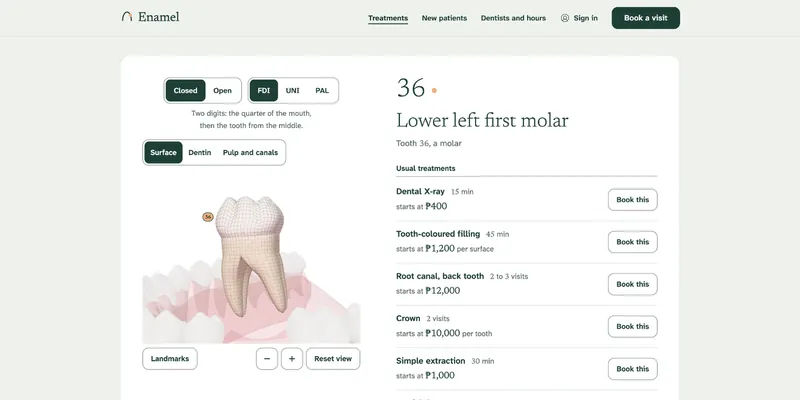 Enamel
Treatments
New patients
Dentists and hours
Sign in
Book a visit
Closed
Open
FDI
UNI
PAL
Two digits: the quarter of the mouth,
then the tooth from the middle.
Surface
Dentin
Pulp and canals
36
Landmarks
−
+
Reset view
36
Lower left first molar
Tooth 36, a molar
Usual treatments
Dental X-ray 15 min
starts at ₱400
Book this
Tooth-coloured filling 45 min
starts at ₱1,200 per surface
Book this
Root canal, back tooth 2 to 3 visits
starts at ₱12,000
Book this
Crown 2 visits
starts at ₱10,000 per tooth
Book this
Simple extraction 30 min
starts at ₱1,000
Book this